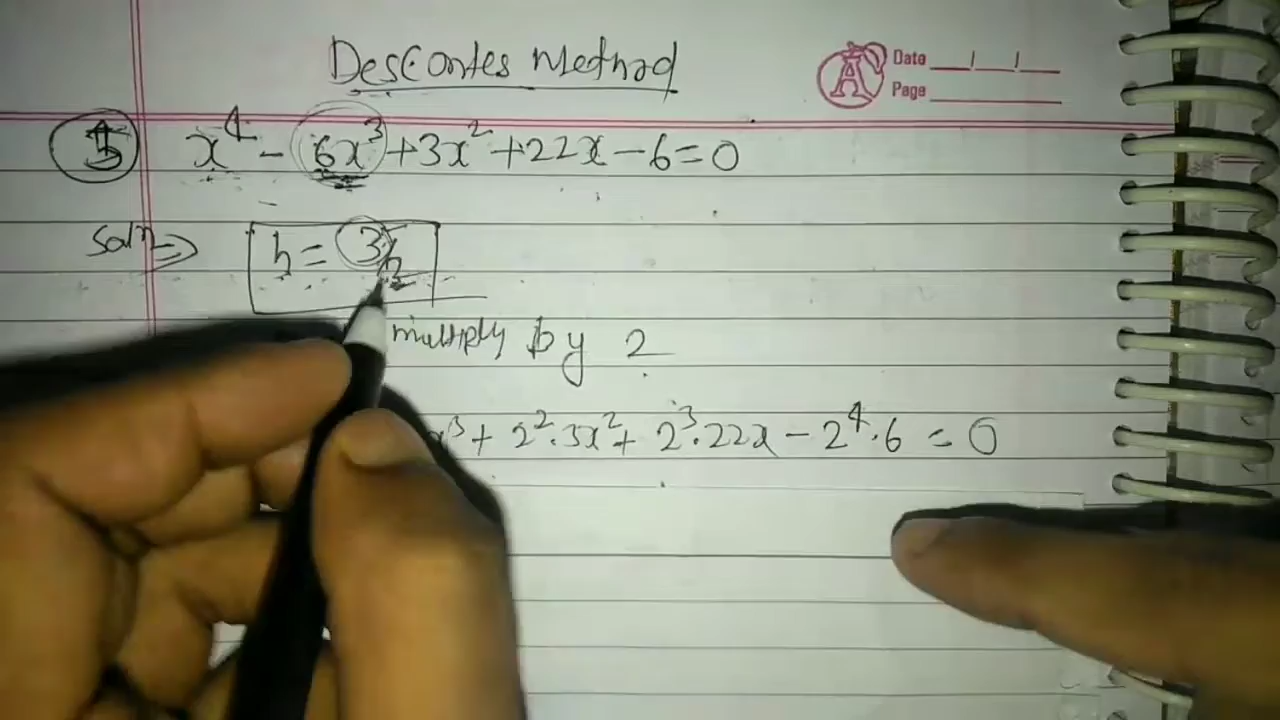 Descartes Method
Date
Page
5 x⁴ - 6x³ + 3x² + 22x - 6 = 0
Solⁿ ⇒ h = 3/2
multiply by 2
x³ + 2².3x² + 2³.22x - 2⁴.6 = 0